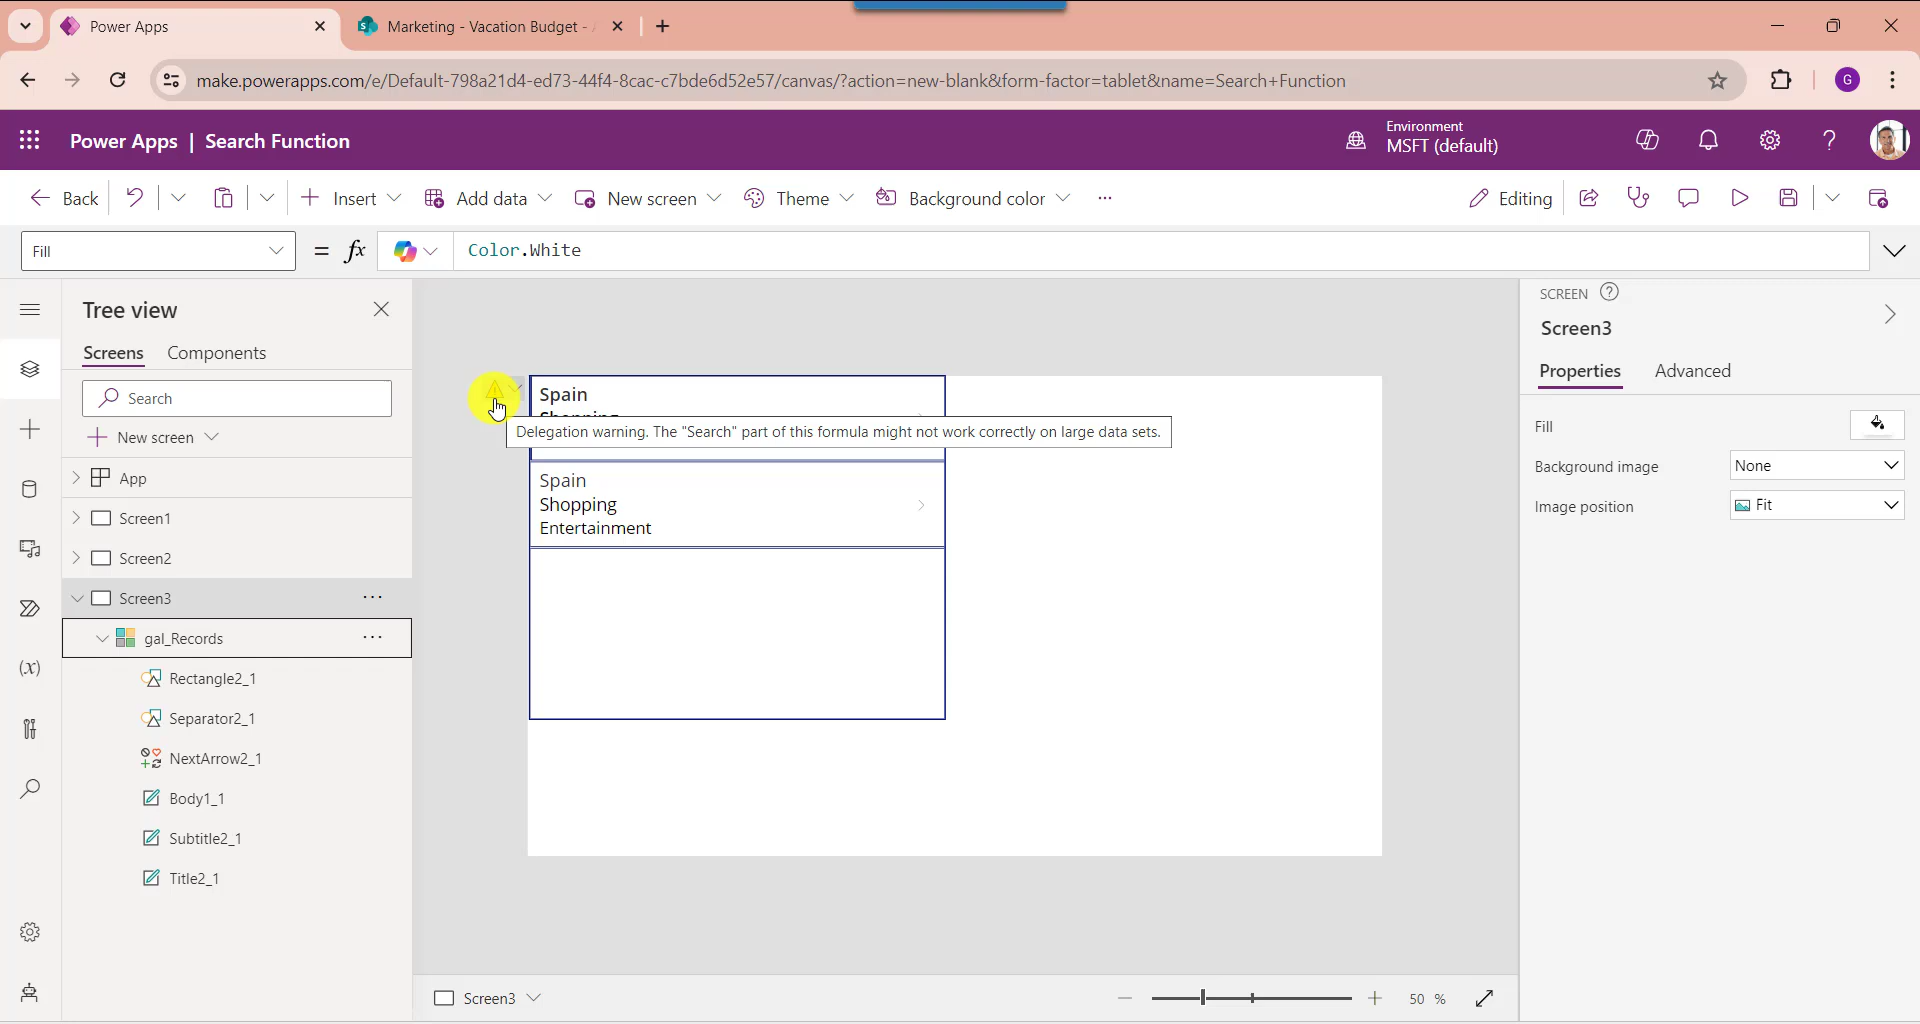 Power Apps
Marketing - Vacation Budget -
make.powerapps.com/e/Default-798a21d4-ed73-44f4-8cac-c7bde6d52e57/canvas/?action=new-blank&form-factor=tablet&name=Search+Function
G
Power Apps | Search Function
Environment
MSFT (default)
Back
Insert
Add data
New screen
Theme
Background color
Editing
Fill
= fx
Color.White
Tree view
Screens
Components
Search
New screen
App
Screen1
Screen2
Screen3
gal_Records
Rectangle2_1
Separator2_1
NextArrow2_1
Body1_1
Subtitle2_1
Title2_1
Spain
Delegation warning. The "Search" part of this formula might not work correctly on large data sets.
Spain
Shopping
Entertainment
SCREEN
Screen3
Properties
Advanced
Fill
Background image
None
Image position
Fit
Screen3
50 %